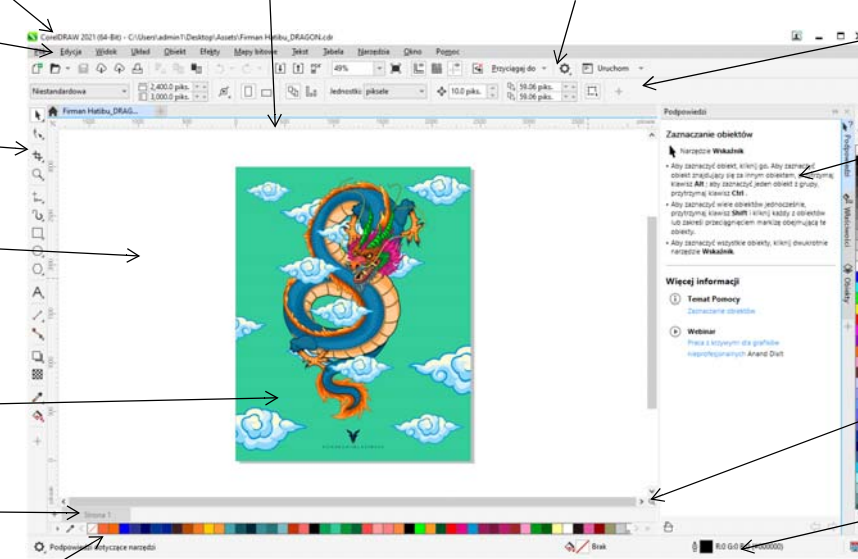 CorelDRAW 2021 (64-Bit) - C:\Users\admin1\Desktop\Assets\Firman Hatibu_DRAGON.cdr
Edycja Widok Układ Obiekt Efekty Mapy bitowe Tekst Tabela Narzędzia Okno Pomoc
49% Przyciągaj do Uruchom
Niestandardowa 2,400.0 piks. 3,000.0 piks. Jednostki: piksele 10.0 piks. 59.06 piks. 59.06 piks.
Firman Hatibu_DRAG...
Podpowiedzi
Zaznaczanie obiektów
Narzędzie Wskaźnik
• Aby zaznaczyć obiekt, kliknij go. Aby zaznaczyć
obiekt znajdujący się za innym obiektem, przytrzymaj
klawisz Alt; aby zaznaczyć jeden obiekt z grupy,
przytrzymaj klawisz Ctrl.
• Aby zaznaczyć wiele obiektów jednocześnie,
przytrzymaj klawisz Shift i kliknij każdy z obiektów
lub zakreśl przeciągnięciem markizę obejmującą te
obiekty.
• Aby zaznaczyć wszystkie obiekty, kliknij dwukrotnie
narzędzie Wskaźnik.
Więcej informacji
Temat Pomocy
Zaznaczanie obiektów
Webinar
Praca z krzywymi dla grafików
nieprofesjonalnych Anand Dixit
Podpowiedzi
Właściwości
Obiekty
Strona 1
Podpowiedzi dotyczące narzędzi
Brak
R:0 G:0 B:0 (#000000)